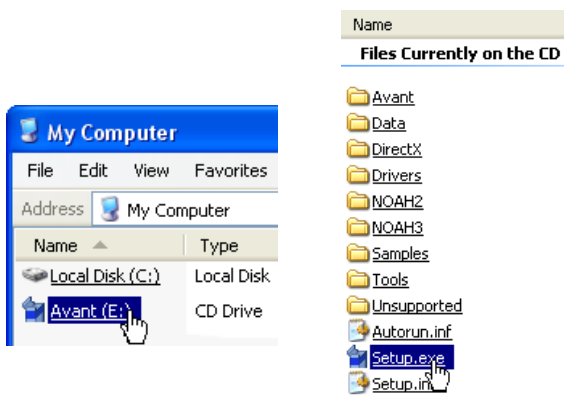 My Computer
File Edit View Favorites
Address My Computer
Name Type
Local Disk (C:) Local Disk
Avant (E:) CD Drive
Name
Files Currently on the CD
Avant
Data
DirectX
Drivers
NOAH2
NOAH3
Samples
Tools
Unsupported
Autorun.inf
Setup.exe